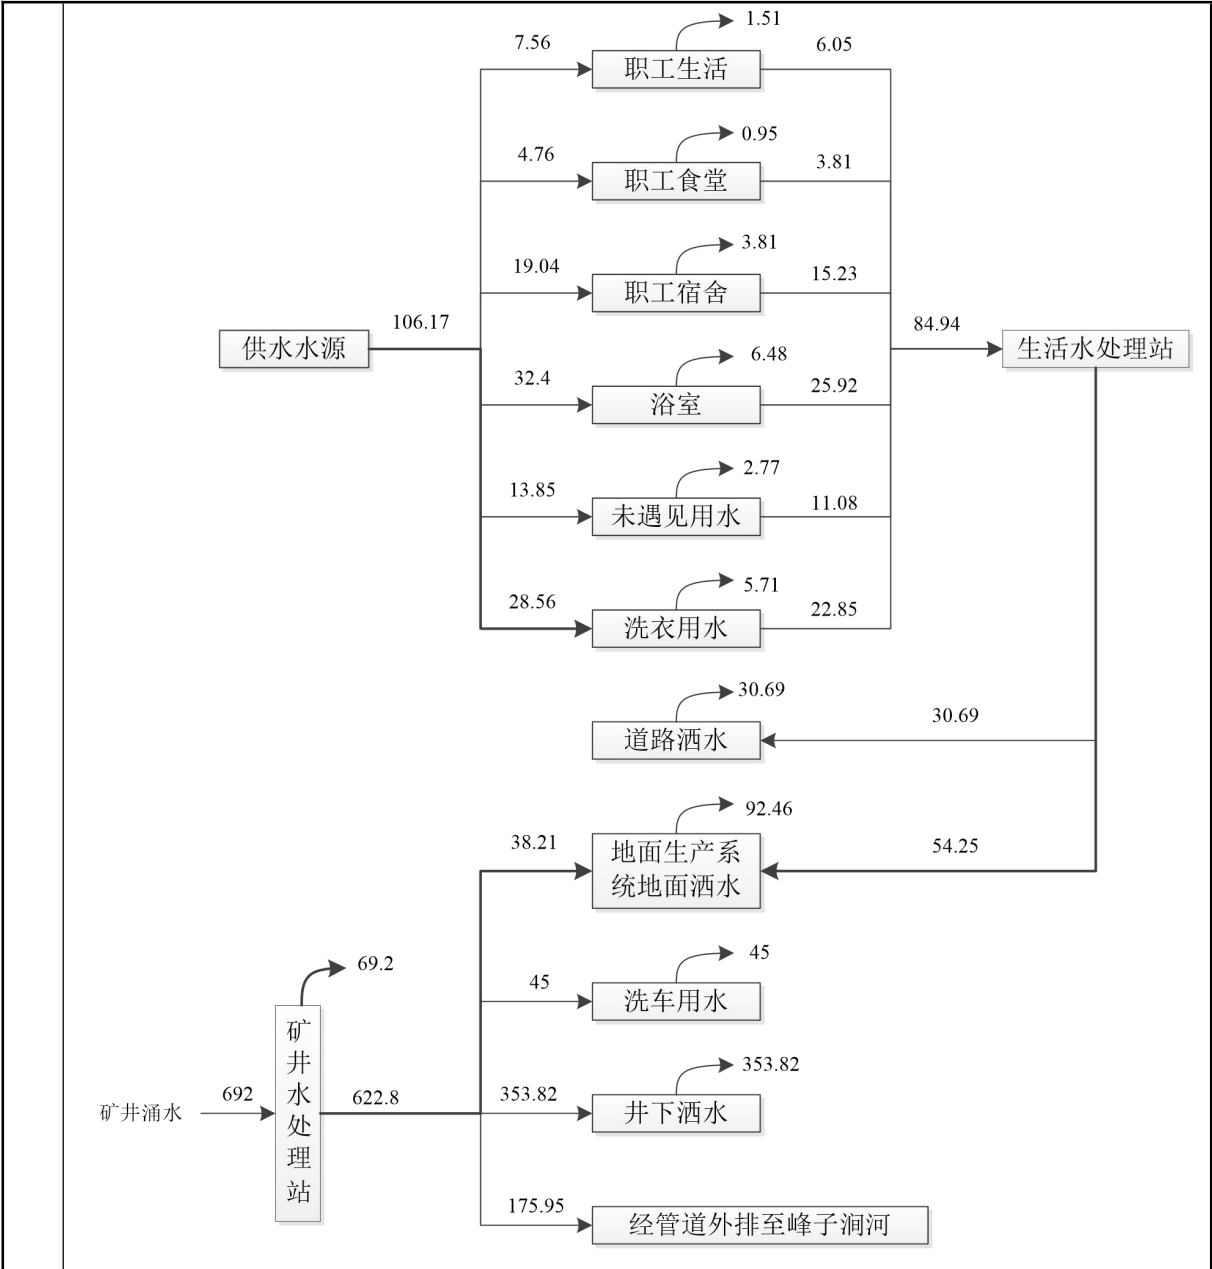 1.51
7.56
6.05
职工生活
0.95
4.76
3.81
职工食堂
3.81
19.04
15.23
职工宿舍
106.17
84.94
供水水源
生活水处理站
6.48
32.4
25.92
浴室
2.77
13.85
11.08
未遇见用水
5.71
28.56
22.85
洗衣用水
30.69
30.69
道路洒水
92.46
38.21
54.25
地面生产系
统地面洒水
45
45
洗车用水
69.2
矿井水处理站
692
622.8
矿井涌水
353.82
353.82
井下洒水
175.95
经管道外排至峰子涧河